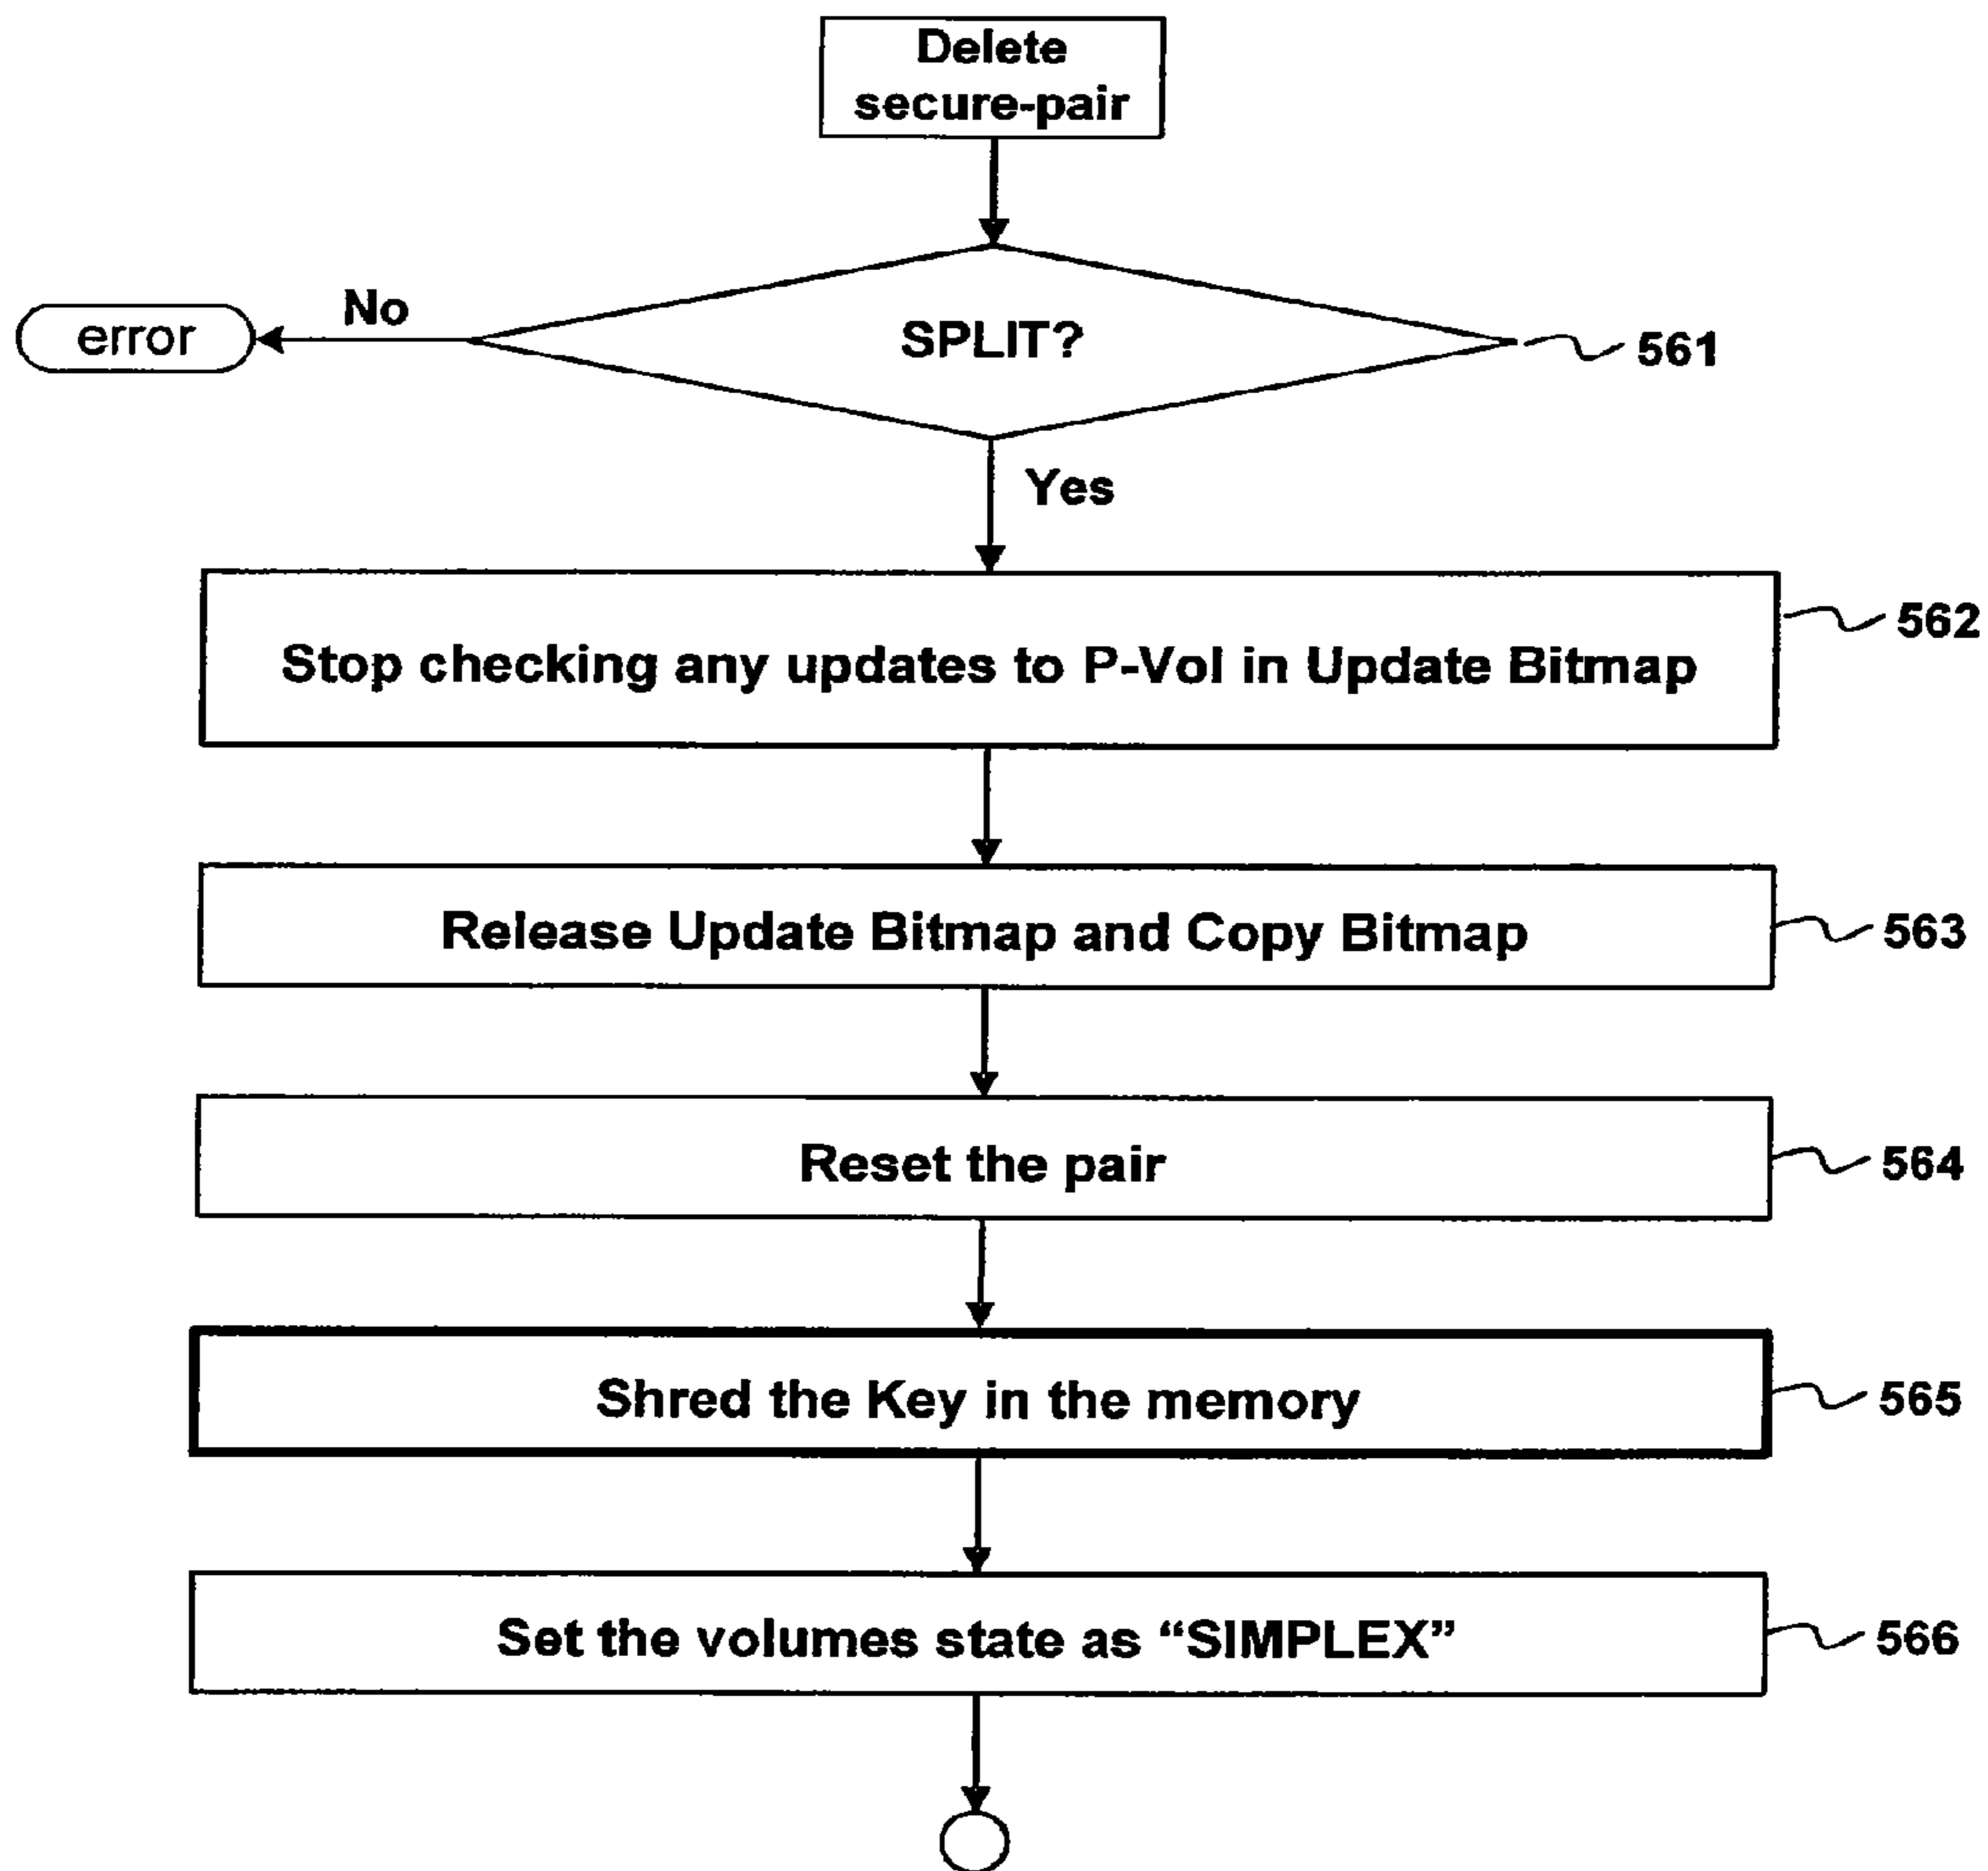 Delete
secure-pair
No
error
SPLIT?
561
Yes
562
Stop checking any updates to P-Vol in Update Bitmap
Release Update Bitmap and Copy Bitmap
563
Reset the pair
564
Shred the Key in the memory
565
Set the volumes state as “SIMPLEX”
566